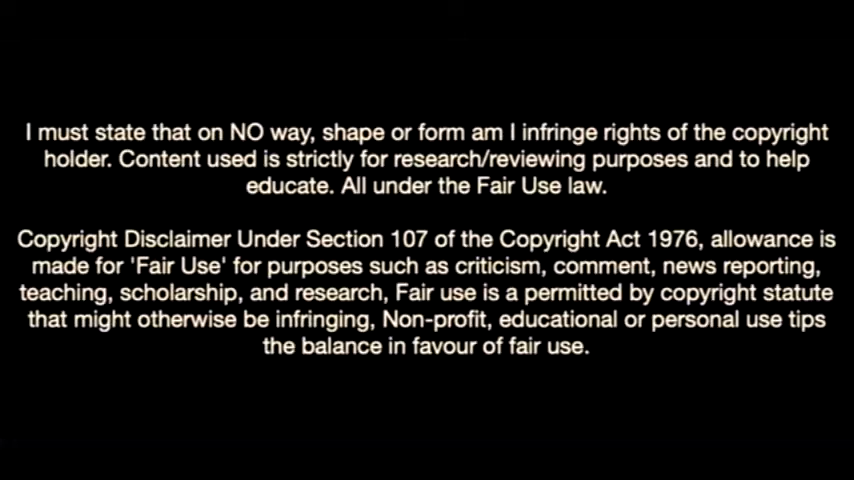 I must state that on NO way, shape or form am I infringe rights of the copyright
holder. Content used is strictly for research/reviewing purposes and to help
educate. All under the Fair Use law.
Copyright Disclaimer Under Section 107 of the Copyright Act 1976, allowance is
made for 'Fair Use' for purposes such as criticism, comment, news reporting,
teaching, scholarship, and research, Fair use is a permitted by copyright statute
that might otherwise be infringing, Non-profit, educational or personal use tips
the balance in favour of fair use.